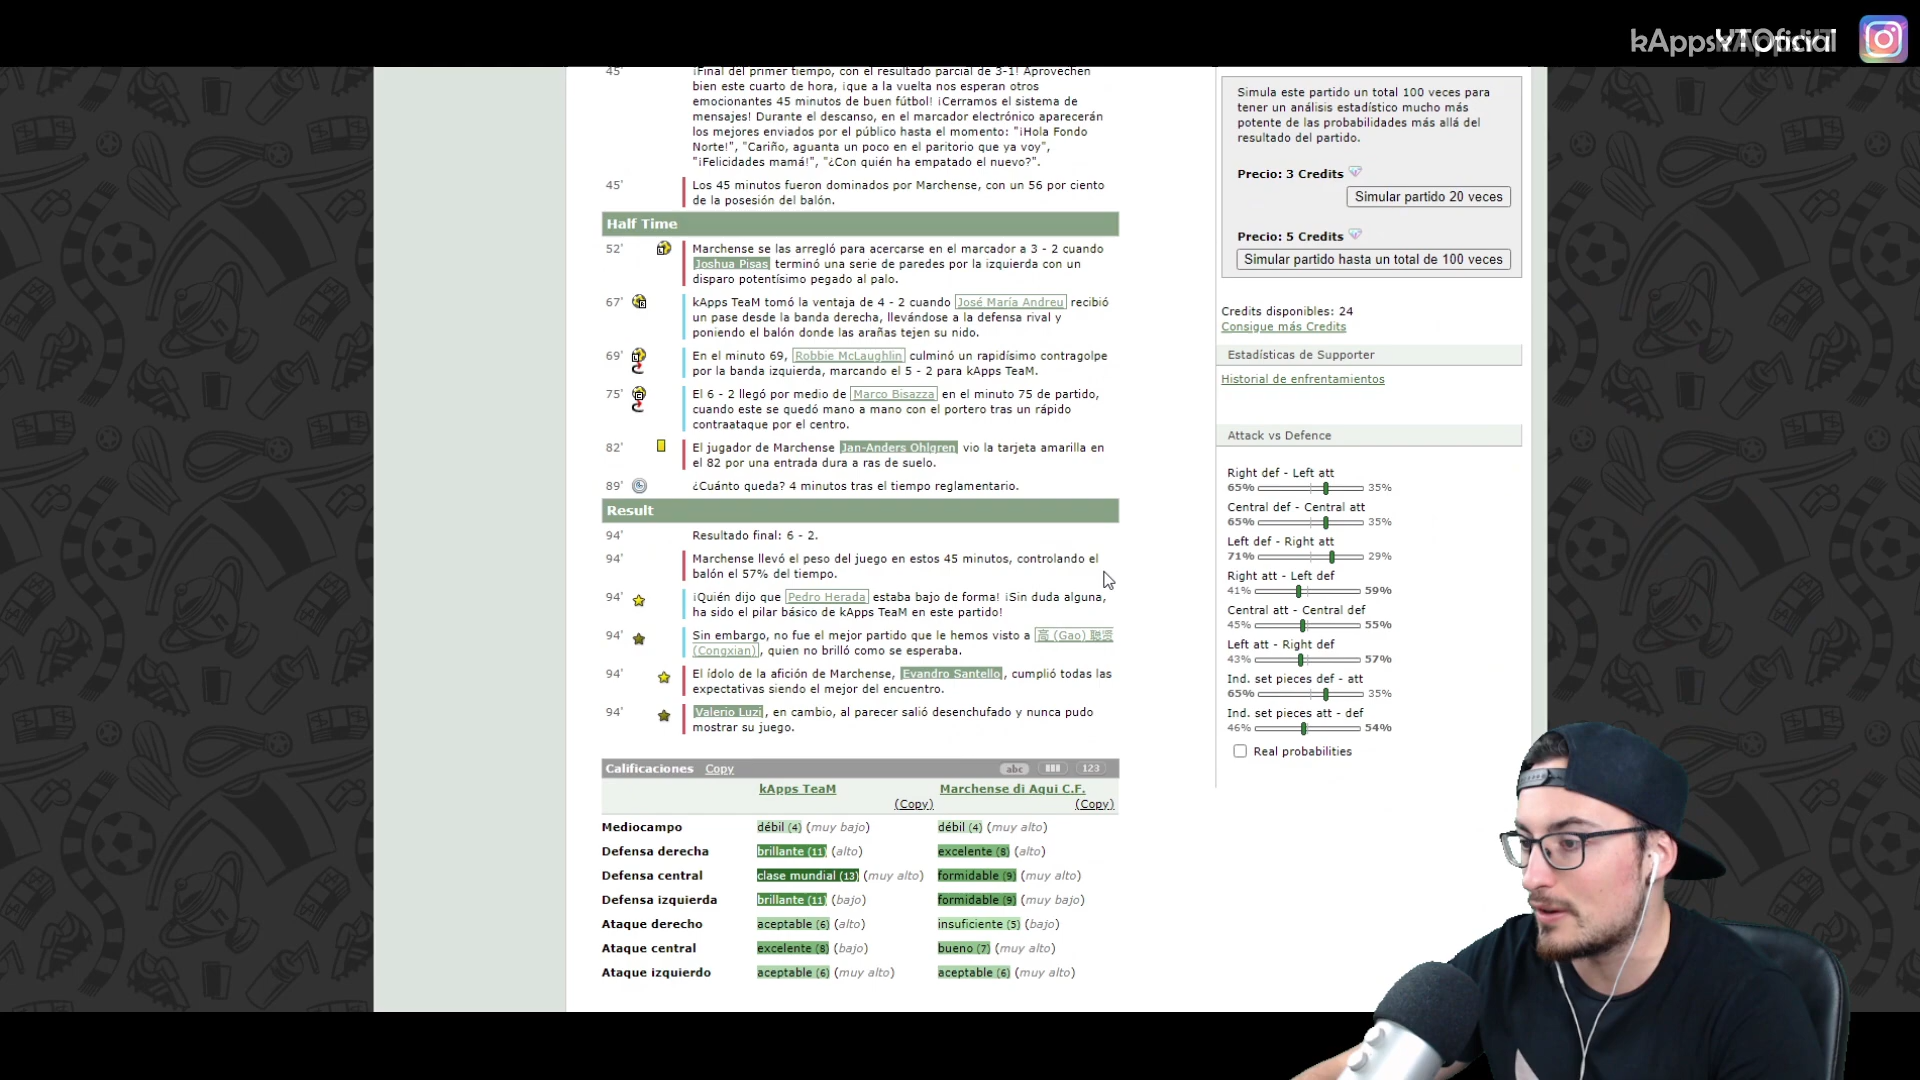 45' ¡Final del primer tiempo, con el resultado parcial de 3-1! Aprovechen
bien este cuarto de hora, ¡que a la vuelta nos esperan otros
emocionantes 45 minutos de buen fútbol! ¡Cerramos el sistema de
mensajes! Durante el descanso, en el marcador electrónico aparecerán
los mejores enviados por el público hasta el momento: "¡Hola Fondo
Norte!", "Cariño, aguanta un poco en el paritorio que ya voy",
"¡Felicidades mamá!", "¿Con quién ha empatado el nuevo?".
45' Los 45 minutos fueron dominados por Marchense, con un 56 por ciento
de la posesión del balón.
Half Time
52' Marchense se las arregló para acercarse en el marcador a 3 - 2 cuando
Joshua Pisas terminó una serie de paredes por la izquierda con un
disparo potentísimo pegado al palo.
67' kApps TeaM tomó la ventaja de 4 - 2 cuando José María Andreu recibió
un pase desde la banda derecha, llevándose a la defensa rival y
poniendo el balón donde las arañas tejen su nido.
69' En el minuto 69, Robbie McLaughlin culminó un rapidísimo contragolpe
por la banda izquierda, marcando el 5 - 2 para kApps TeaM.
75' El 6 - 2 llegó por medio de Marco Bisazza en el minuto 75 de partido,
cuando este se quedó mano a mano con el portero tras un rápido
contraataque por el centro.
82' El jugador de Marchense Jan-Anders Ohlgren vio la tarjeta amarilla en
el 82 por una entrada dura a ras de suelo.
89' ¿Cuánto queda? 4 minutos tras el tiempo reglamentario.
Result
94' Resultado final: 6 - 2.
94' Marchense llevó el peso del juego en estos 45 minutos, controlando el
balón el 57% del tiempo.
94' ¡Quién dijo que Pedro Herada estaba bajo de forma! ¡Sin duda alguna,
ha sido el pilar básico de kApps TeaM en este partido!
94' Sin embargo, no fue el mejor partido que le hemos visto a 高 (Gao) 聪贤
(Congxian), quien no brilló como se esperaba.
94' El ídolo de la afición de Marchense, Evandro Santello, cumplió todas las
expectativas siendo el mejor del encuentro.
94' Valerio Luzi, en cambio, al parecer salió desenchufado y nunca pudo
mostrar su juego.
Calificaciones Copy abc 123
kApps TeaM Marchense di Aqui C.F.
(Copy) (Copy)
Mediocampo débil (4) (muy bajo) débil (4) (muy alto)
Defensa derecha brillante (11) (alto) excelente (8) (alto)
Defensa central clase mundial (13) (muy alto) formidable (9) (muy alto)
Defensa izquierda brillante (11) (bajo) formidable (9) (muy bajo)
Ataque derecho aceptable (6) (alto) insuficiente (5) (bajo)
Ataque central excelente (8) (bajo) bueno (7) (muy alto)
Ataque izquierdo aceptable (6) (muy alto) aceptable (6) (muy alto)
Simula este partido un total 100 veces para
tener un análisis estadístico mucho más
potente de las probabilidades más allá del
resultado del partido.
Precio: 3 Credits
Simular partido 20 veces
Precio: 5 Credits
Simular partido hasta un total de 100 veces
Credits disponibles: 24
Consigue más Credits
Estadísticas de Supporter
Historial de enfrentamientos
Attack vs Defence
Right def - Left att
65% 35%
Central def - Central att
65% 35%
Left def - Right att
71% 29%
Right att - Left def
41% 59%
Central att - Central def
45% 55%
Left att - Right def
43% 57%
Ind. set pieces def - att
65% 35%
Ind. set pieces att - def
46% 54%
Real probabilities